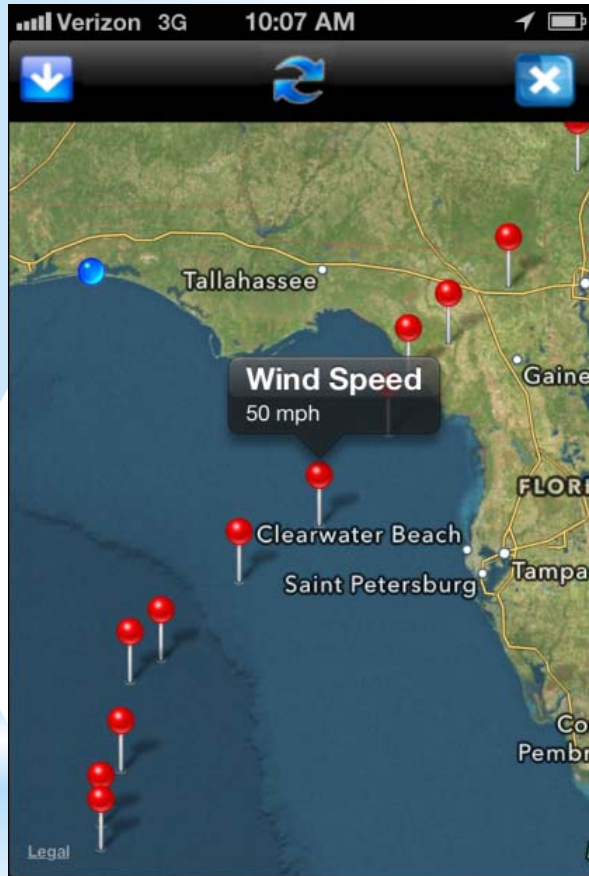 Verizon 3G 10:07 AM
Tallahassee
Wind Speed
50 mph
Gaine
FLORI
Clearwater Beach
Saint Petersburg
Tampa
Co
Pembr
Legal